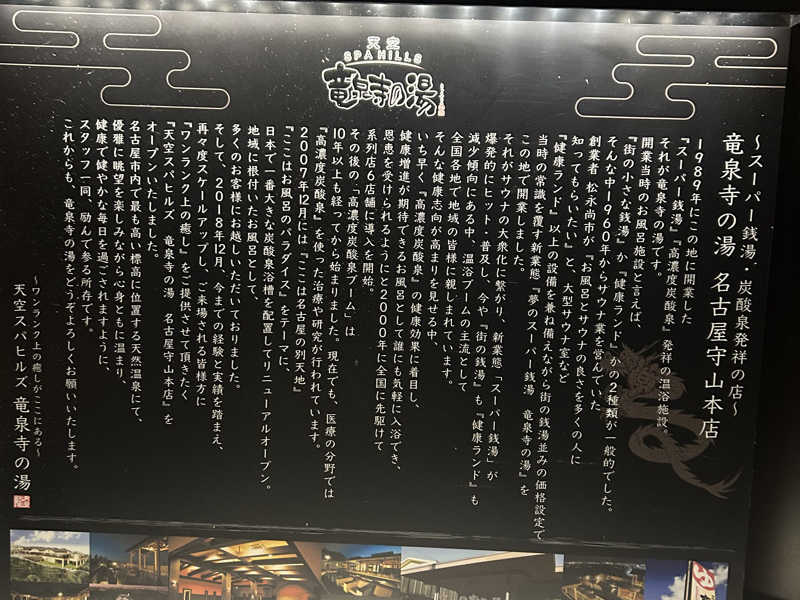 天空
SPA HILLS
竜泉寺の湯
～スーパー銭湯・炭酸泉発祥の店～
竜泉寺の湯 名古屋守山本店
1989年にこの地に開業した
『スーパー銭湯』『高濃度炭酸泉』発祥の温浴施設、
それが竜泉寺の湯です。
開業当時のお風呂施設と言えば、
『街の小さな銭湯』か『健康ランド』かの2種類が一般的でした。
そんな中1960年からサウナ業を営んでいた
創業者 松永尚市が、『お風呂とサウナの良さを多くの人に
知ってもらいたい』と、大型サウナ室など
『健康ランド』以上の設備を兼ね備えながら街の銭湯並みの価格設定で
当時の常識を覆す新業態『夢のスーパー銭湯 竜泉寺の湯』を
この地で開業しました。
それがサウナの大衆化に繋がり、新業態「スーパー銭湯」が
爆発的にヒット・普及し、今や『街の銭湯』も『健康ランド』も
減少傾向にある中、温浴ブームの主流として
全国各地で地域の皆様に親しまれています。
そんな健康志向が高まりを見せる中、
いち早く『高濃度炭酸泉』の健康効果に着目し、
健康増進が期待できるお風呂として、誰にも気軽に入浴でき、
恩恵を受けられるようにと2000年に全国に先駆けて
系列店6店舗に導入を開始。
その後の「高濃度炭酸泉ブーム」は
10年以上も経ってから始まりました。現在でも、医療の分野では
『高濃度炭酸泉』を使った治療や研究が行われています。
2007年12月には『ここは名古屋の別天地』
『ここはお風呂のパラダイス』をテーマに、
日本で一番大きな炭酸泉浴槽を配置してリニューアルオープン。
地域に根付いたお風呂として、
多くのお客様にお越しいただいておりました。
そして、2018年12月、今までの経験と実績を踏まえ、
再々度スケールアップし、ご来場される皆様方に
『ワンランク上の癒し』をご提供させて頂きたく
『天空スパヒルズ 竜泉寺の湯 名古屋守山本店』を
オープンいたしました。
名古屋市内で最も高い標高に位置する天然温泉にて、
優雅に眺望を楽しみながら心身ともに温まり、
健康で健やかな毎日を過ごされますように、
スタッフ一同、励んで参る所存です。
これからも、竜泉寺の湯をどうぞよろしくお願いいたします。
～ワンランク上の癒しがここにある～
天空スパヒルズ 竜泉寺の湯